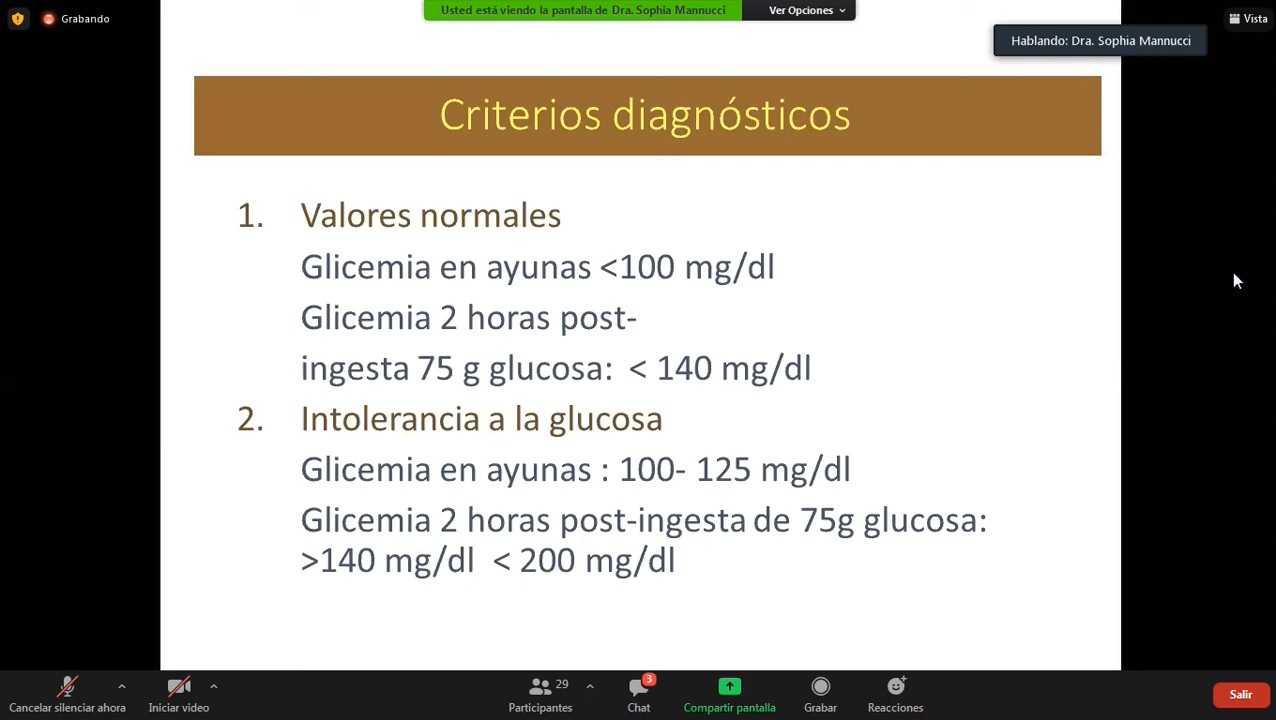 Grabando
Usted está viendo la pantalla de Dra. Sophia Mannucci
Ver Opciones
Vista
Hablando: Dra. Sophia Mannucci
Criterios diagnósticos
1. Valores normales
Glicemia en ayunas <100 mg/dl
Glicemia 2 horas post-
ingesta 75 g glucosa: < 140 mg/dl
2. Intolerancia a la glucosa
Glicemia en ayunas : 100- 125 mg/dl
Glicemia 2 horas post-ingesta de 75g glucosa:
>140 mg/dl < 200 mg/dl
Cancelar silenciar ahora
Iniciar video
29
Participantes
3
Chat
Compartir pantalla
Grabar
Reacciones
Salir